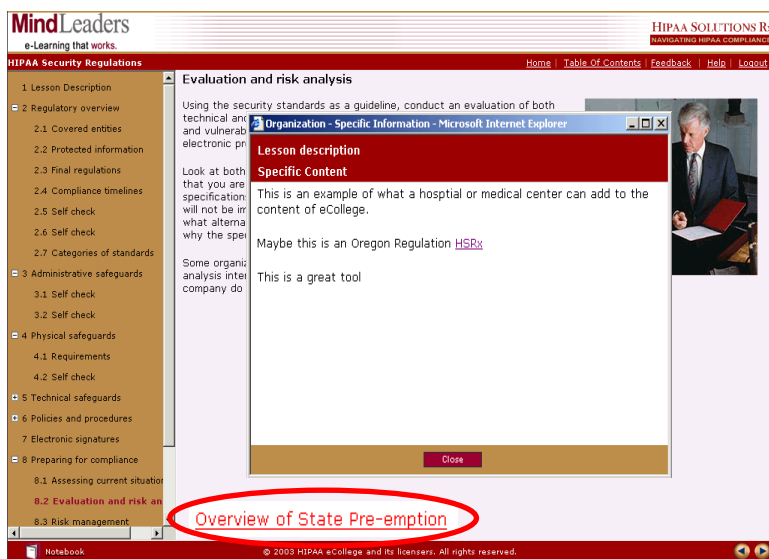 MindLeaders
e-Learning that works.
HIPAA SOLUTIONS R
NAVIGATING HIPAA COMPLIANCE
HIPAA Security Regulations
Home | Table Of Contents | Feedback | Help | Logout
1 Lesson Description
2 Regulatory overview
2.1 Covered entities
2.2 Protected information
2.3 Final regulations
2.4 Compliance timelines
2.5 Self check
2.6 Self check
2.7 Categories of standards
3 Administrative safeguards
3.1 Self check
3.2 Self check
4 Physical safeguards
4.1 Requirements
4.2 Self check
5 Technical safeguards
6 Policies and procedures
7 Electronic signatures
8 Preparing for compliance
8.1 Assessing current situation
8.2 Evaluation and risk an
8.3 Risk management
Evaluation and risk analysis
Using the security standards as a guideline, conduct an evaluation of both
technical and
and vulnerab
electronic pr
Look at both
that you are
specification
will not be im
what alterna
why the spe
Some organiz
analysis inter
company do
Organization - Specific Information - Microsoft Internet Explorer
Lesson description
Specific Content
This is an example of what a hosptial or medical center can add to the
content of eCollege.
Maybe this is an Oregon Regulation HSRx
This is a great tool
Close
Overview of State Pre-emption
Notebook
© 2003 HIPAA eCollege and its licensers. All rights reserved.